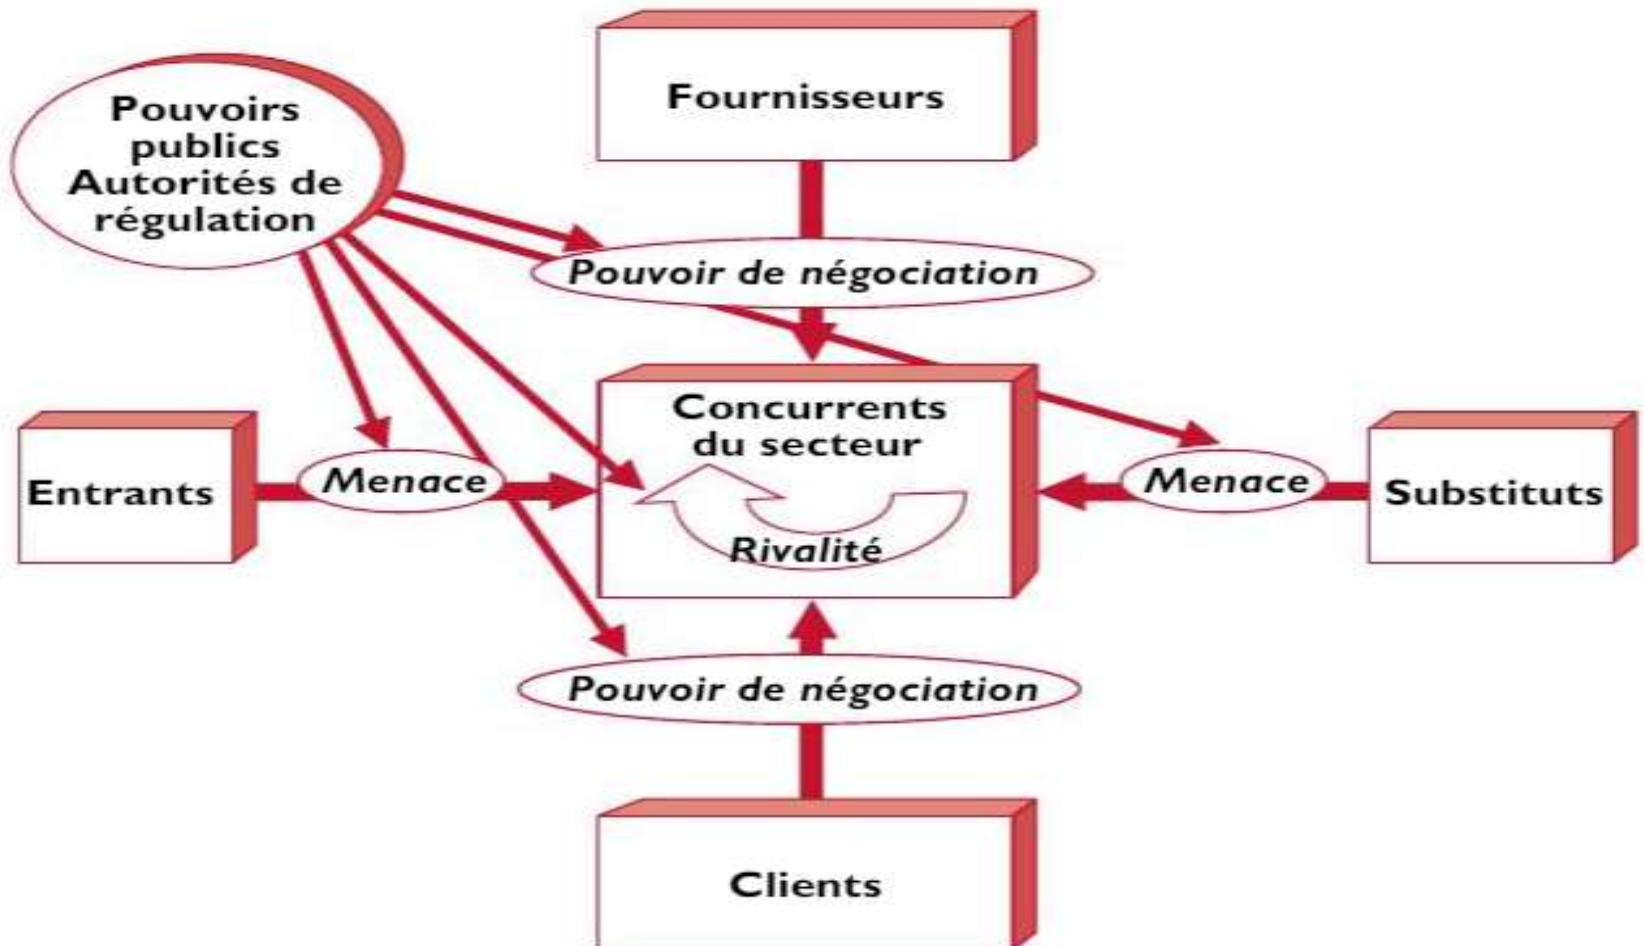 Pouvoirs
publics
Autorités de
régulation
Fournisseurs
Pouvoir de négociation
Concurrents
du secteur
Entrants
Menace
Rivalité
Menace
Substituts
Pouvoir de négociation
Clients